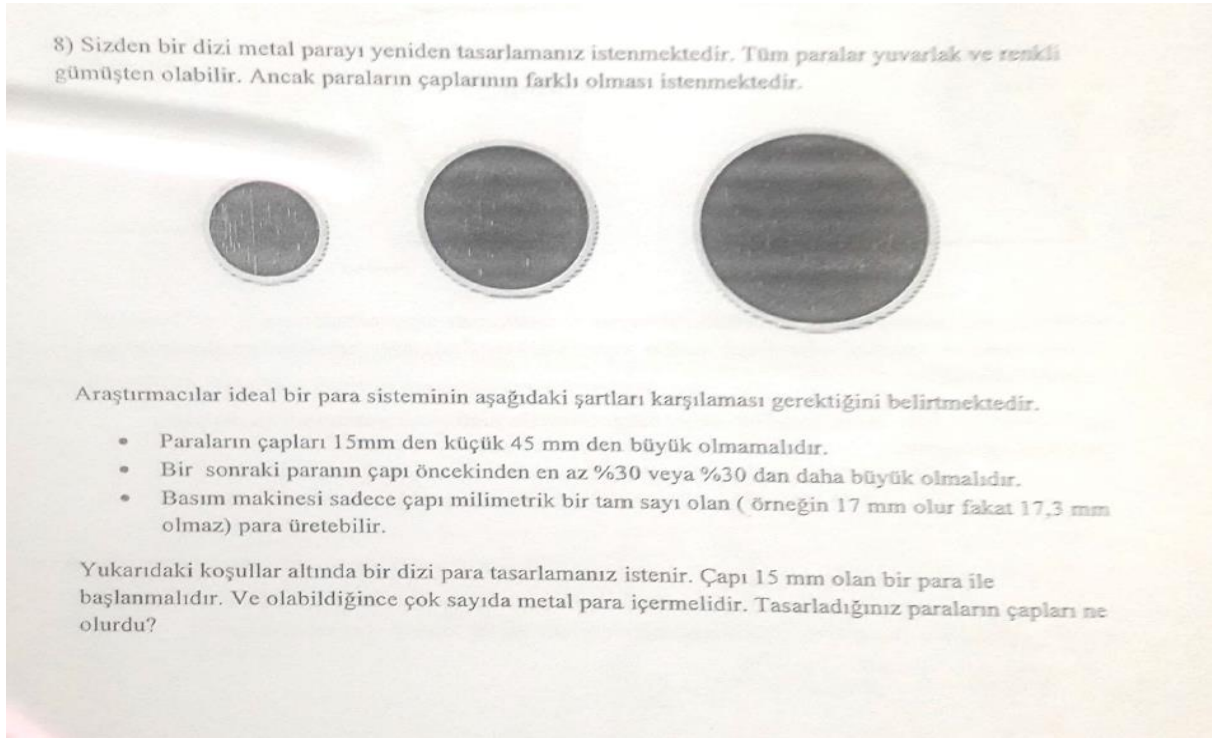 8) Sizden bir dizi metal parayı yeniden tasarlamanız istenmektedir. Tüm paralar yuvarlak ve renkli
gümüşten olabilir. Ancak paraların çaplarının farklı olması istenmektedir.
Araştırmacılar ideal bir para sisteminin aşağıdaki şartları karşılaması gerektiğini belirtmektedir.
• Paraların çapları 15mm den küçük 45 mm den büyük olmamalıdır.
• Bir sonraki paranın çapı öncekinden en az %30 veya %30 dan daha büyük olmalıdır.
• Basım makinesi sadece çapı milimetrik bir tam sayı olan ( örneğin 17 mm olur fakat 17,3 mm
olmaz) para üretebilir.
Yukarıdaki koşullar altında bir dizi para tasarlamanız istenir. Çapı 15 mm olan bir para ile
başlanmalıdır. Ve olabildiğince çok sayıda metal para içermelidir. Tasarladığınız paraların çapları ne
olurdu?